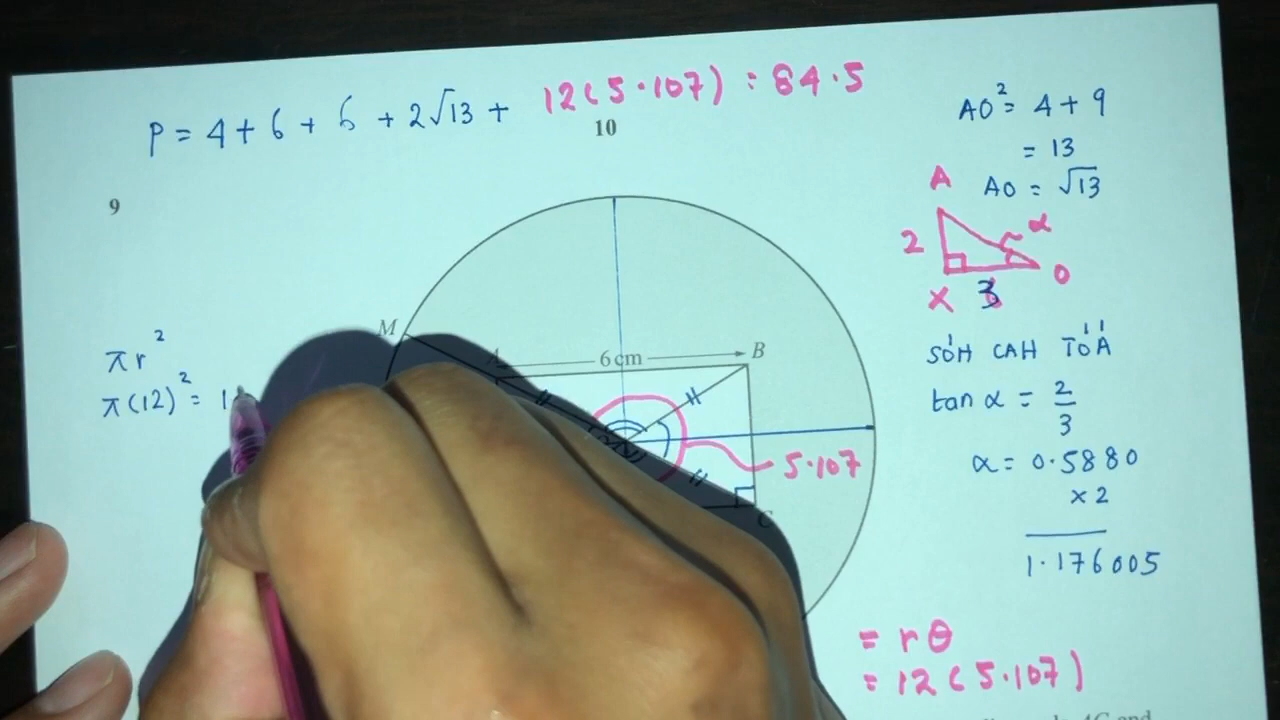 P = 4 + 6 + 6 + 2√13 + 12(5.107) = 84.5
10
9
AO² = 4 + 9
= 13
AO = √13
A
α
2
O
X 3
πr²
π(12)² = 1
M
6 cm
B
5.107
C
SOH CAH TOA
tan α = 2/3
α = 0.5880
x 2
1.176005
= rθ
= 12(5.107)